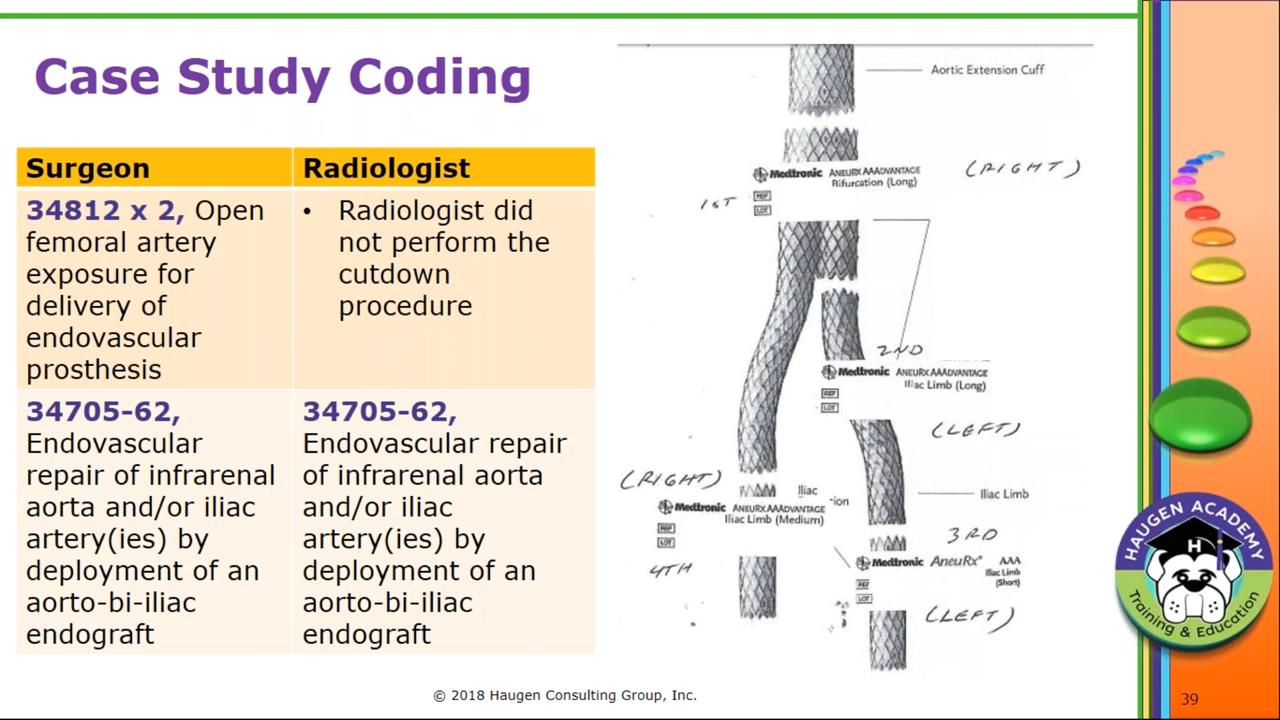 Case Study Coding
Surgeon
Radiologist
34812 x 2, Open
femoral artery
exposure for
delivery of
endovascular
prosthesis
• Radiologist did
not perform the
cutdown
procedure
34705-62,
Endovascular
repair of infrarenal
aorta and/or iliac
artery(ies) by
deployment of an
aorto-bi-iliac
endograft
34705-62,
Endovascular repair
of infrarenal aorta
and/or iliac
artery(ies) by
deployment of an
aorto-bi-iliac
endograft
Aortic Extension Cuff
Medtronic ANEURX AAADVANTAGE
Bifurcation (Long)
(RIGHT)
1ST
REF
LOT
2ND
Medtronic ANEURX AAADVANTAGE
Iliac Limb (Long)
REF
LOT
(LEFT)
(RIGHT)
Iliac
-ion
Iliac Limb
Medtronic ANEURX AAADVANTAGE
Iliac Limb (Medium)
REF
LOT
4TH
3RD
Medtronic AneuRx® AAA
Iliac Limb
(Short)
REF
LOT
(LEFT)
HAUGEN ACADEMY
H
Training & Education
© 2018 Haugen Consulting Group, Inc.
39